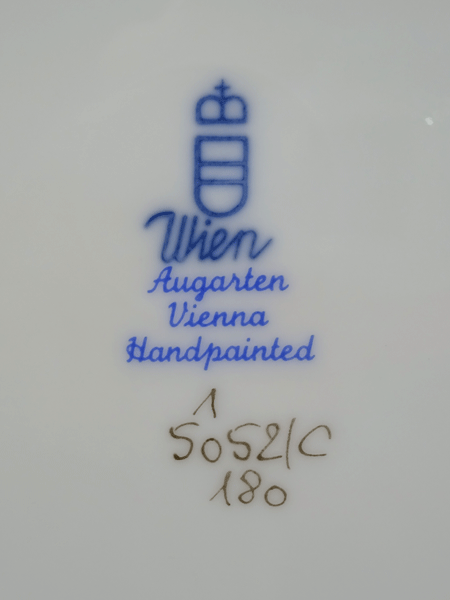 Wien
Augarten
Vienna
Handpainted
1
5052/C
180